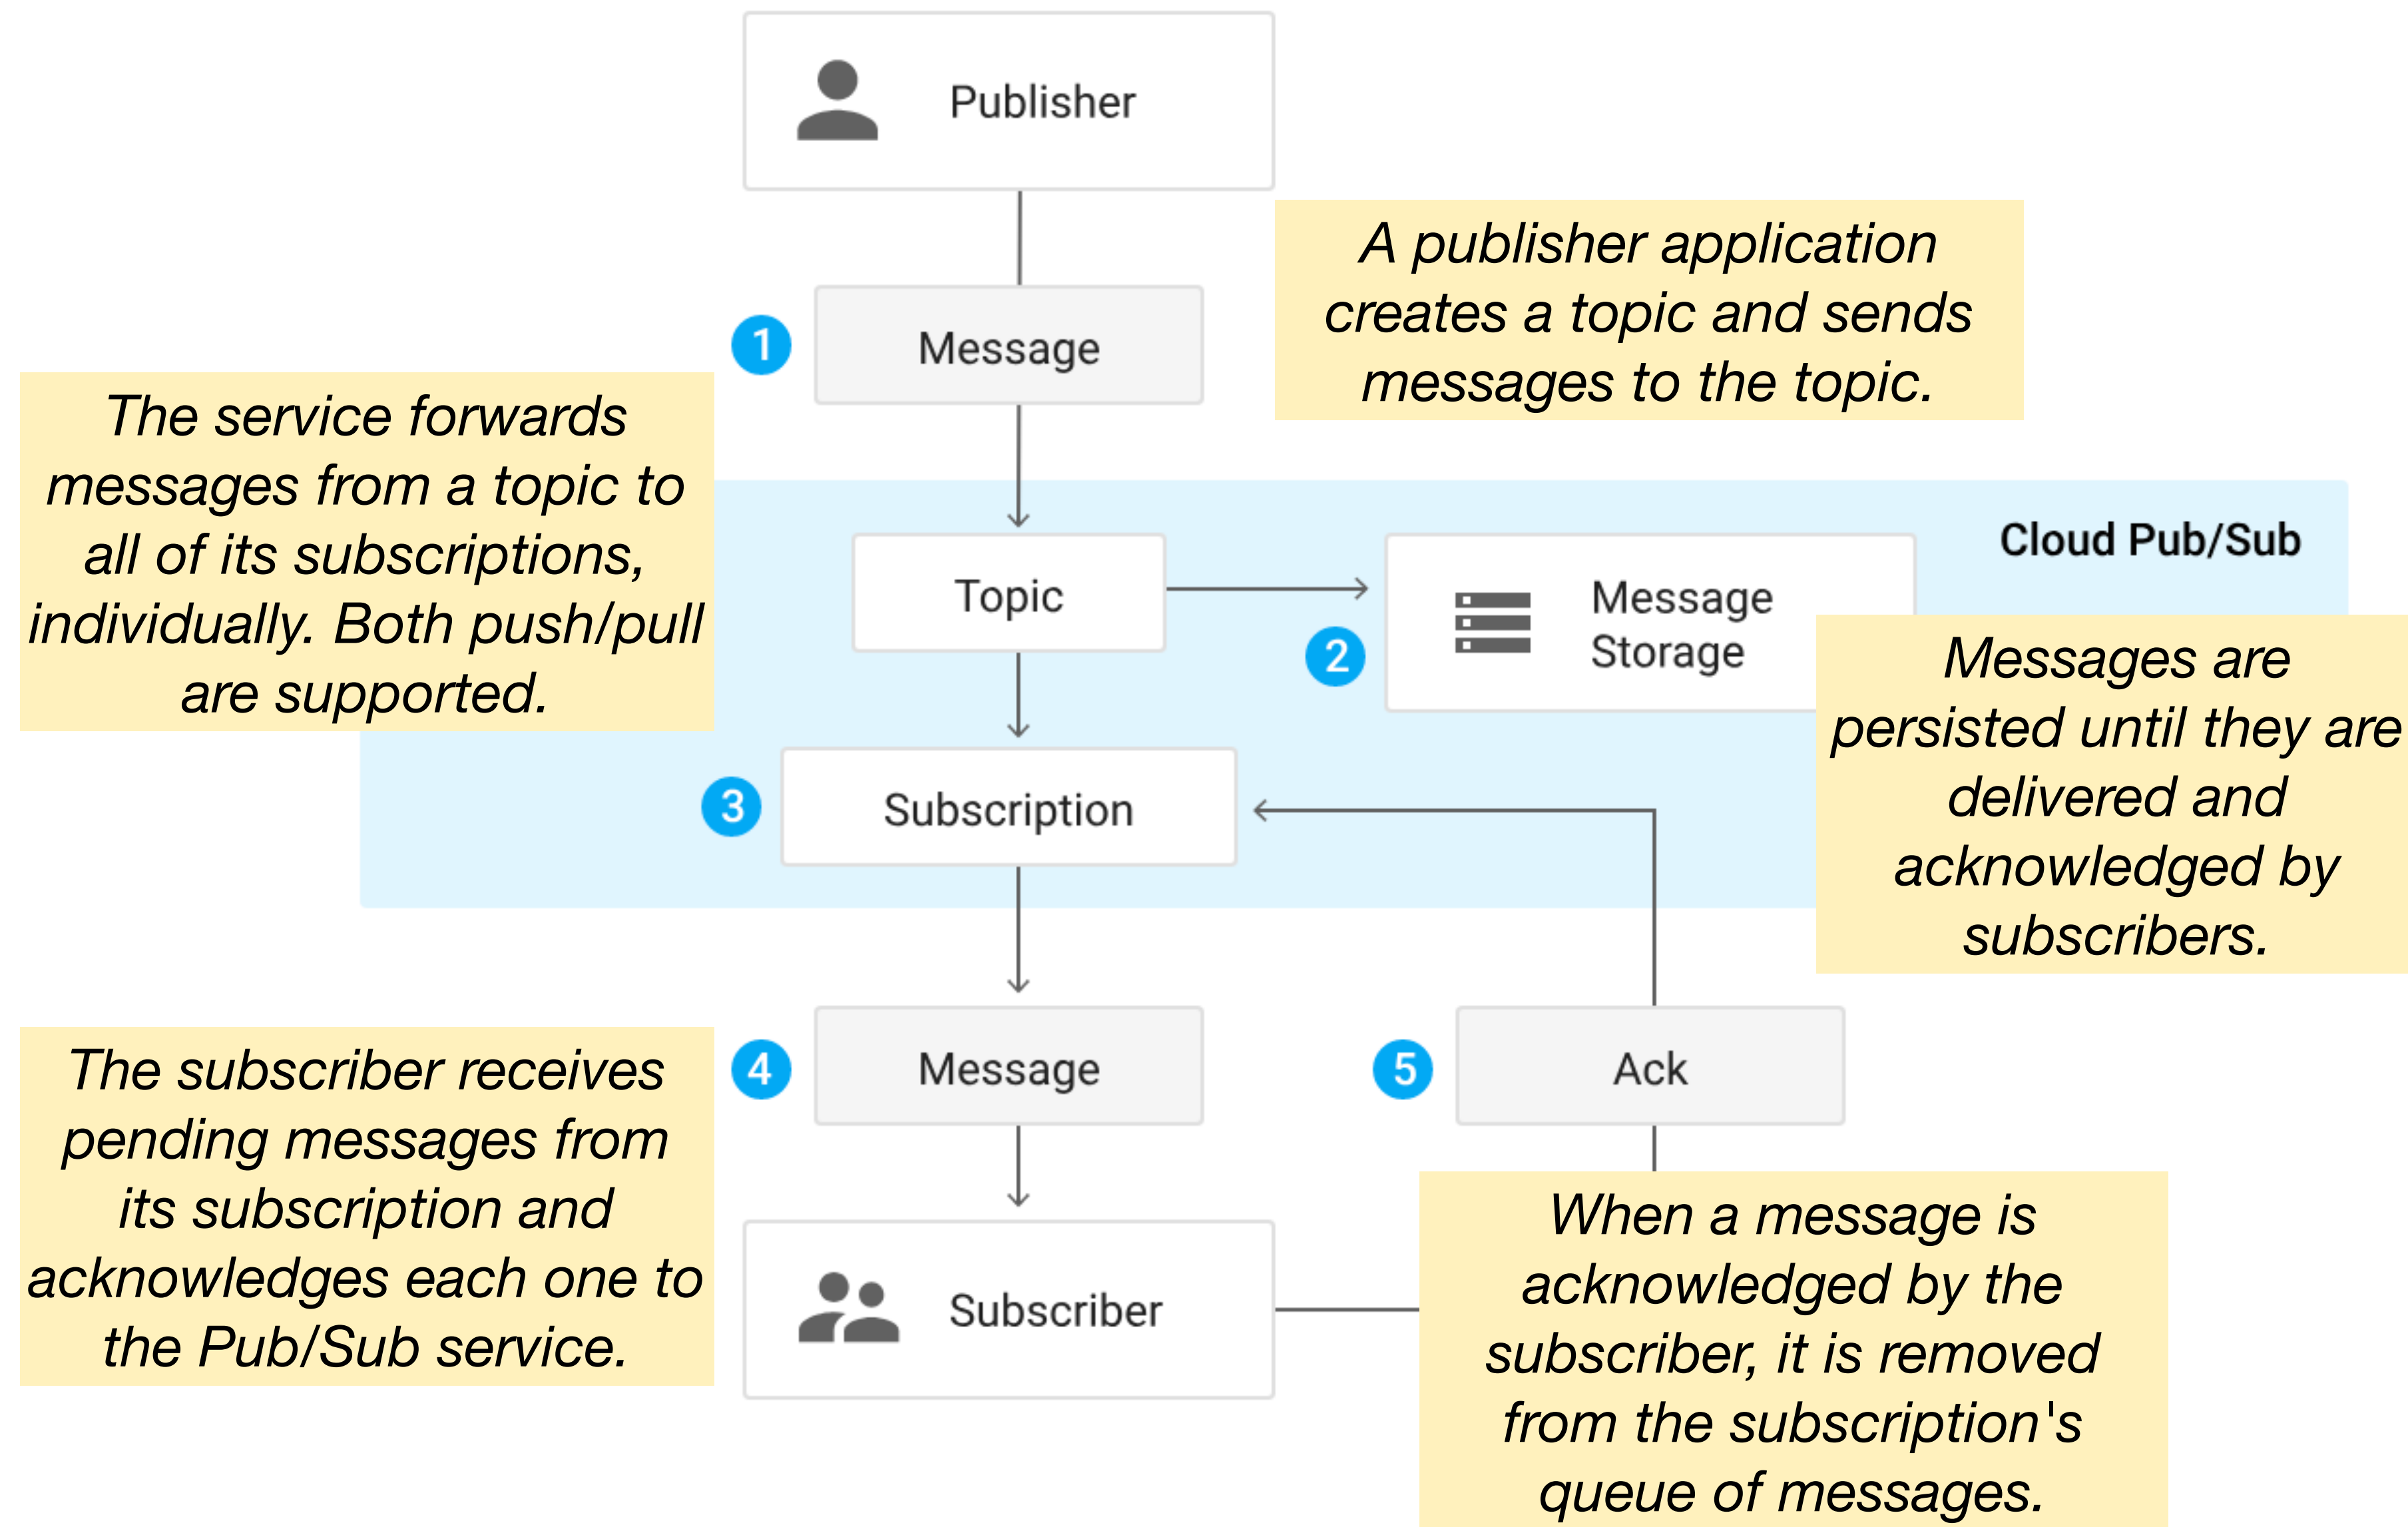 Publisher
A publisher application
creates a topic and sends
messages to the topic.
1
Message
The service forwards
messages from a topic to
all of its subscriptions,
individually. Both push/pull
are supported.
Cloud Pub/Sub
Topic
2
Message
Storage
Messages are
persisted until they are
delivered and
acknowledged by
subscribers.
3
Subscription
4
Message
5
Ack
The subscriber receives
pending messages from
its subscription and
acknowledges each one to
the Pub/Sub service.
Subscriber
When a message is
acknowledged by the
subscriber, it is removed
from the subscription's
queue of messages.